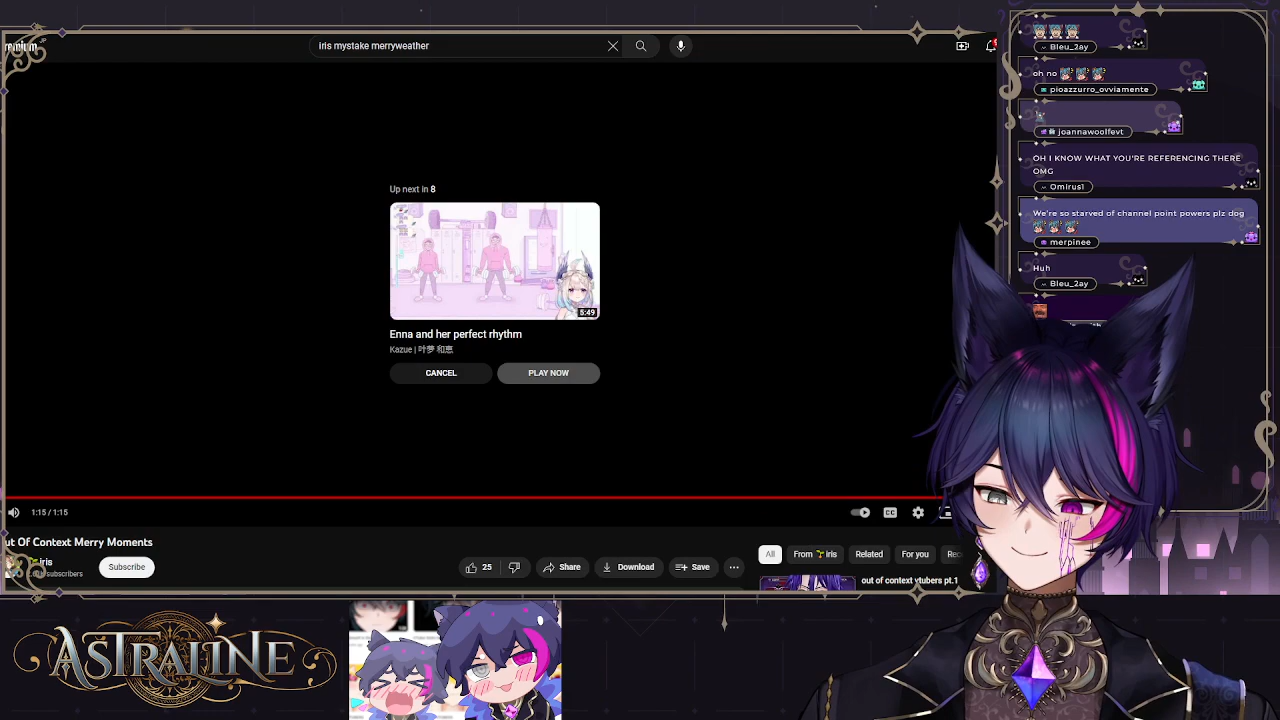 iris mystake merryweather
Up next in 8
5:49
Enna and her perfect rhythm
Kazue | 叶夢 和恵
CANCEL
PLAY NOW
1:15 / 1:15
CC
ut Of Context Merry Moments
iris
subscribers
Subscribe
25
Share
Download
Save
All
From iris
Related
For you
out of context vtubers pt.1
Bleu_2ay
oh no
pioazzurro_ovviamente
joannawoolfevt
OH I KNOW WHAT YOU'RE REFERENCING THERE
OMG
Omirus1
We're so starved of channel point powers plz dog
merpinee
Huh
Bleu_2ay
ASTRALINE